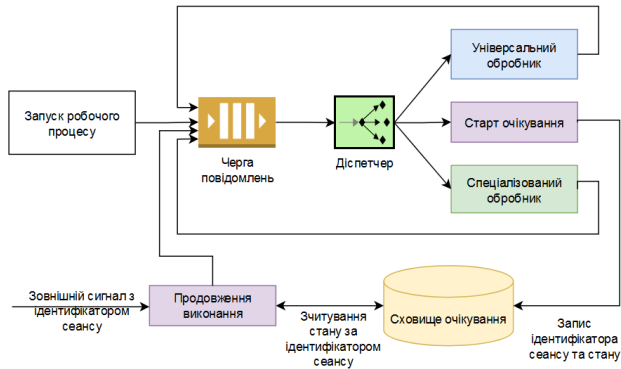 Універсальний
обробник
Запуск робочого
процесу
Старт очікування
Черга
повідомлень
Діспетчер
Спеціалізований
обробник
Зовнішній сигнал з
ідентифікатором
сеансу
Продовження
виконання
Зчитування
стану за
ідентифікатором
сеансу
Сховище очікування
Запис
ідентифікатора
сеансу та стану